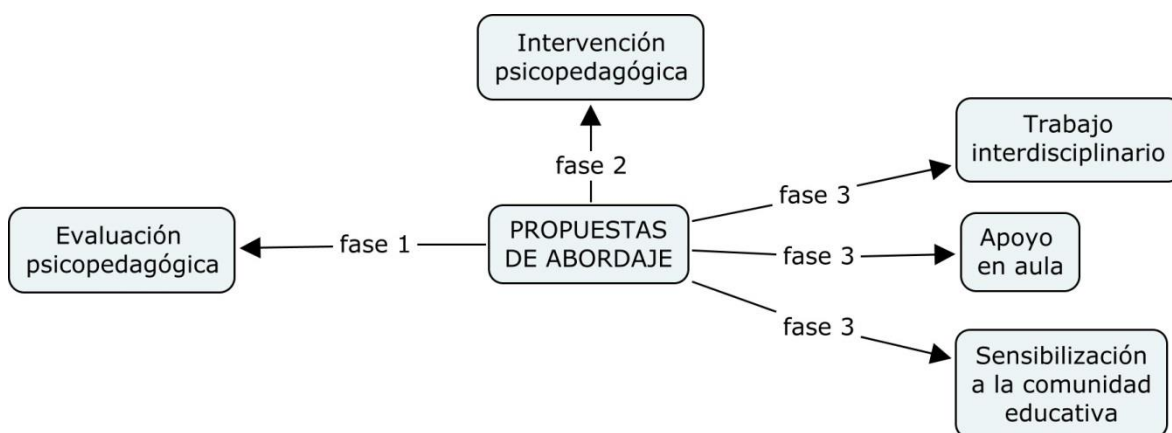 Intervención
psicopedagógica
fase 2
Trabajo
interdisciplinario
fase 3
Evaluación
psicopedagógica
fase 1
PROPUESTAS
DE ABORDAJE
fase 3
Apoyo
en aula
fase 3
Sensibilización
a la comunidad
educativa